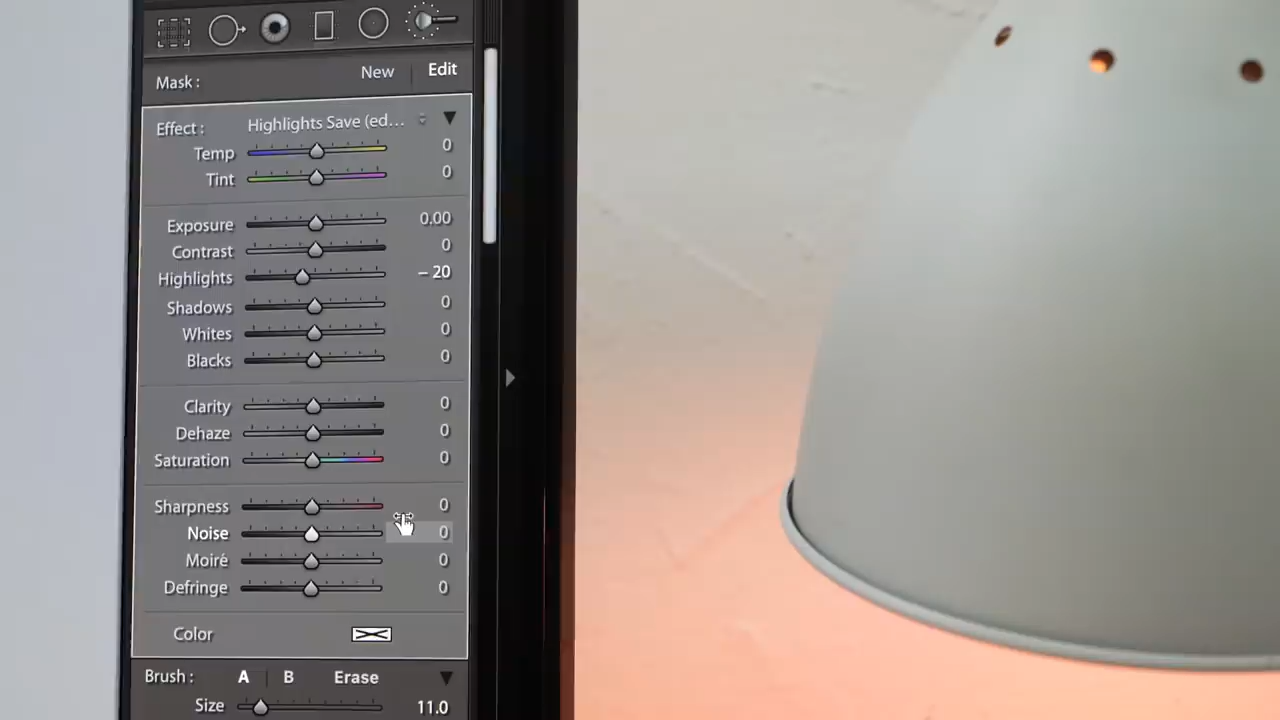 Mask : New Edit
Effect : Highlights Save (ed...
Temp 0
Tint 0
Exposure 0.00
Contrast 0
Highlights – 20
Shadows 0
Whites 0
Blacks 0
Clarity 0
Dehaze 0
Saturation 0
Sharpness 0
Noise 0
Moiré 0
Defringe 0
Color
Brush : A B Erase
Size 11.0